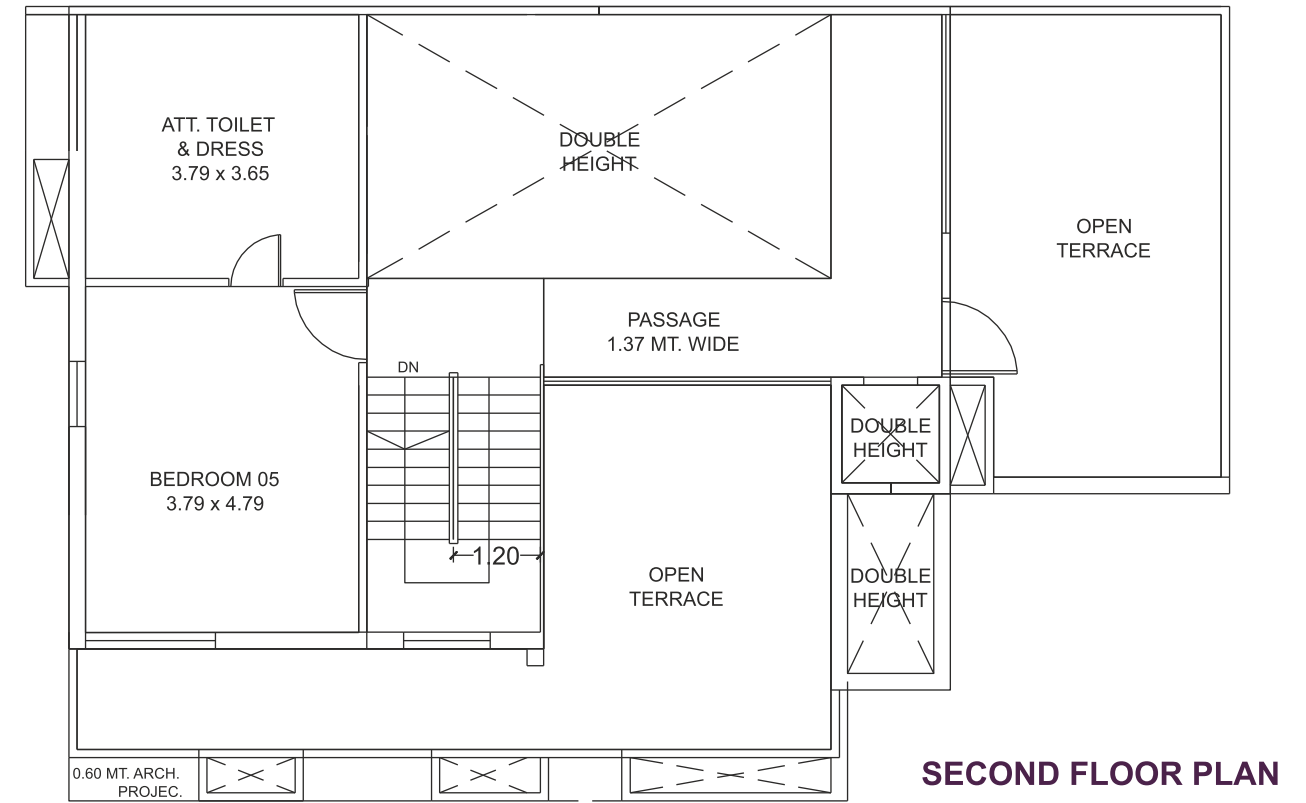 ATT. TOILET
& DRESS
3.79 x 3.65
DOUBLE
HEIGHT
OPEN
TERRACE
PASSAGE
1.37 MT. WIDE
DN
DOUBLE
HEIGHT
BEDROOM 05
3.79 x 4.79
1.20
OPEN
TERRACE
DOUBLE
HEIGHT
0.60 MT. ARCH.
PROJEC.
SECOND FLOOR PLAN